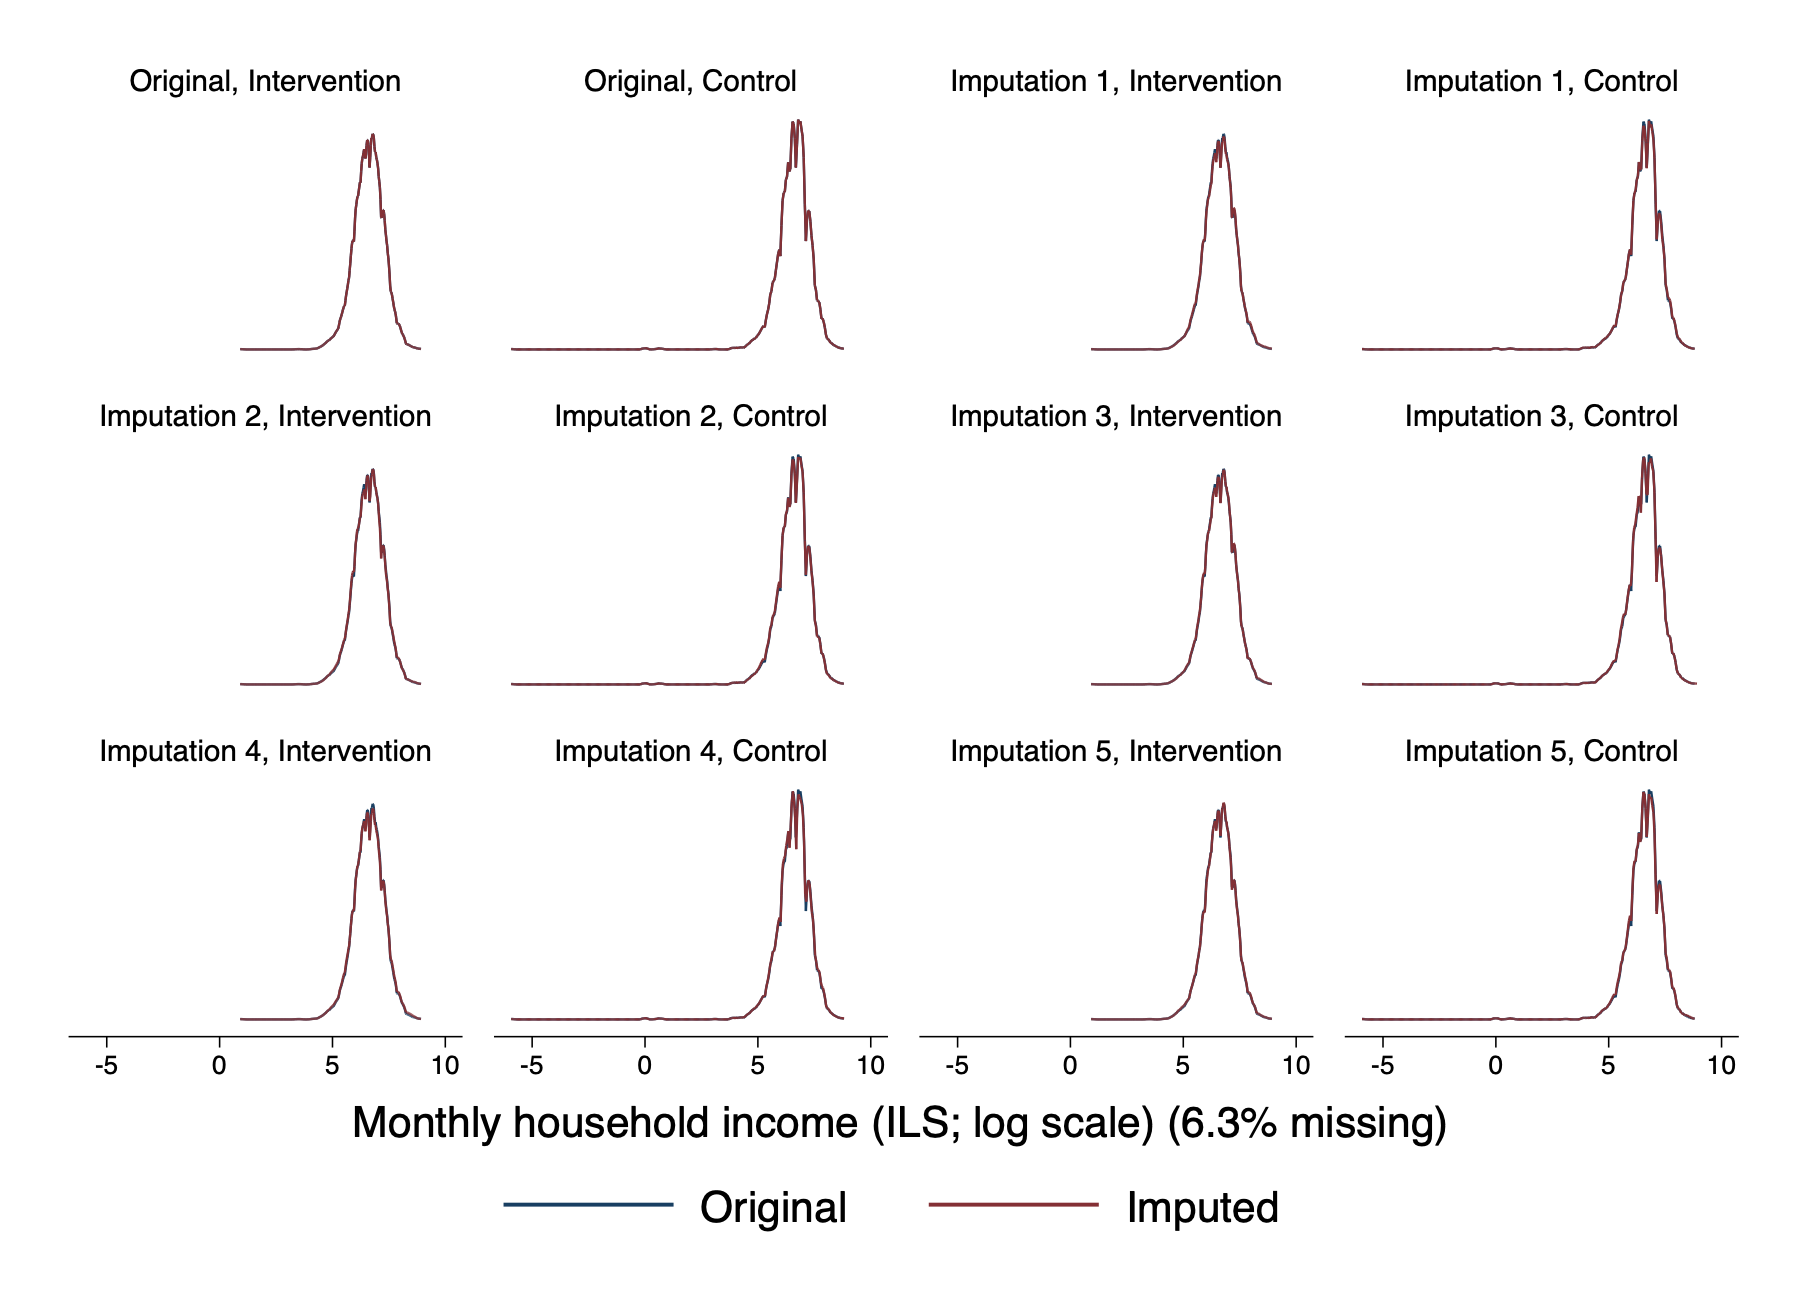 Original, Intervention
Original, Control
Imputation 1, Intervention
Imputation 1, Control
Imputation 2, Intervention
Imputation 2, Control
Imputation 3, Intervention
Imputation 3, Control
Imputation 4, Intervention
Imputation 4, Control
Imputation 5, Intervention
Imputation 5, Control
-5 0 5 10
-5 0 5 10
-5 0 5 10
-5 0 5 10
Monthly household income (ILS; log scale) (6.3% missing)
Original
Imputed